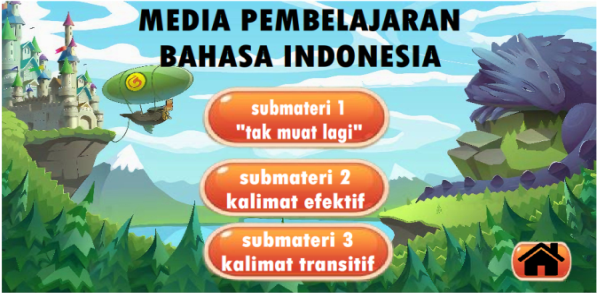 MEDIA PEMBELAJARAN
BAHASA INDONESIA
submateri 1
"tak muat lagi"
submateri 2
kalimat efektif
submateri 3
kalimat transitif